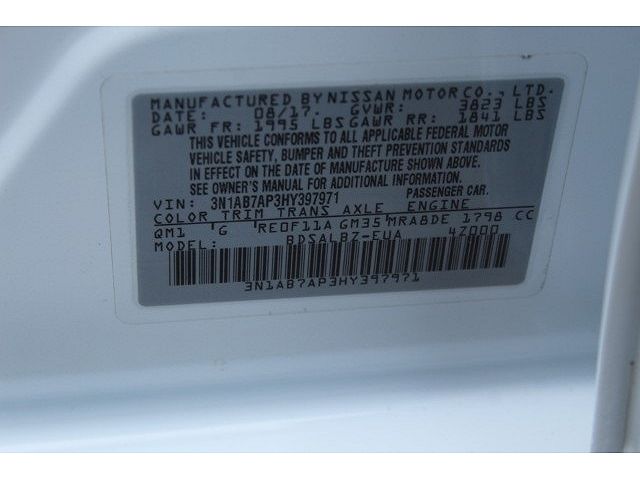 MANUFACTURED BY NISSAN MOTOR CO., LTD.
DATE: 08/17. GVWR: 3823 LBS
GAWR FR: 1995 LBS GAWR RR: 1841 LBS
THIS VEHICLE CONFORMS TO ALL APPLICABLE FEDERAL MOTOR
VEHICLE SAFETY, BUMPER AND THEFT PREVENTION STANDARDS
IN EFFECT ON THE DATE OF MANUFACTURE SHOWN ABOVE.
SEE OWNER'S MANUAL FOR ADDITIONAL INFORMATION.
VIN: 3N1AB7AP3HY397971 PASSENGER CAR.
COLOR TRIM TRANS AXLE ENGINE
QM1 G RE0F11A GM35 MRA8DE 1798 CC
MODEL: BDSALBZ-EUA 4Z000
3N1AB7AP3HY397971